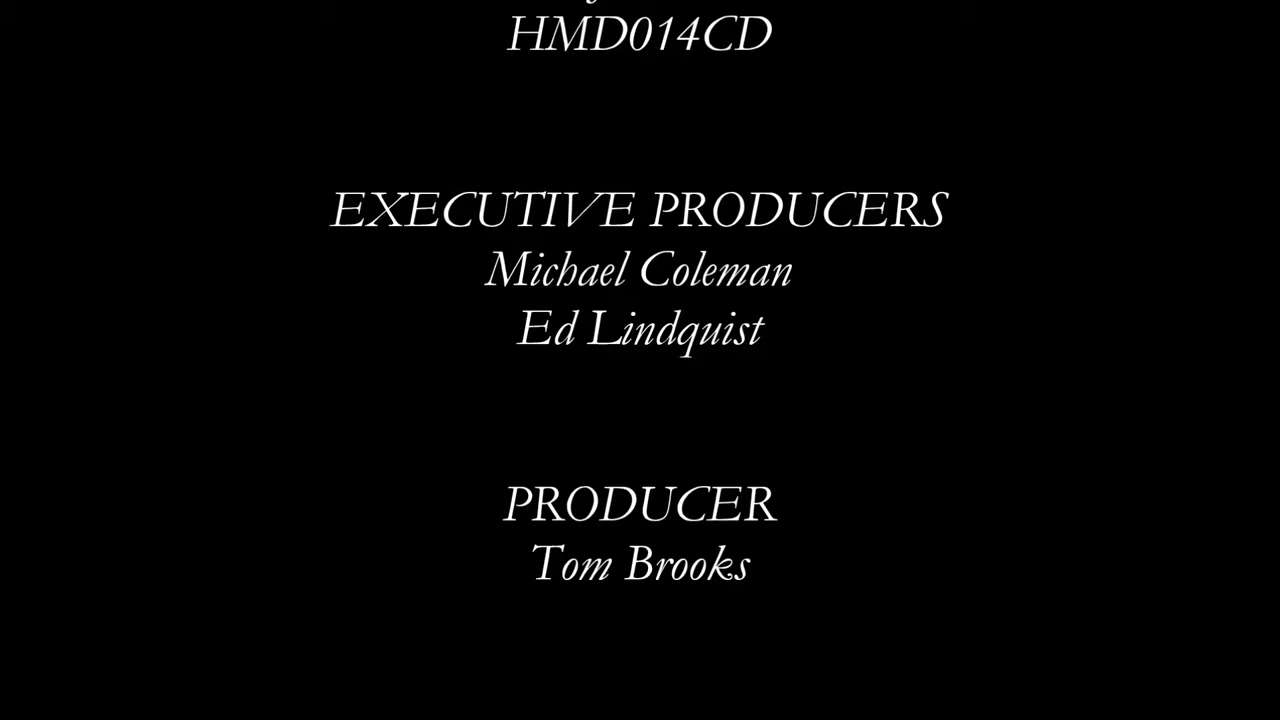 HMD014CD
EXECUTIVE PRODUCERS
Michael Coleman
Ed Lindquist
PRODUCER
Tom Brooks